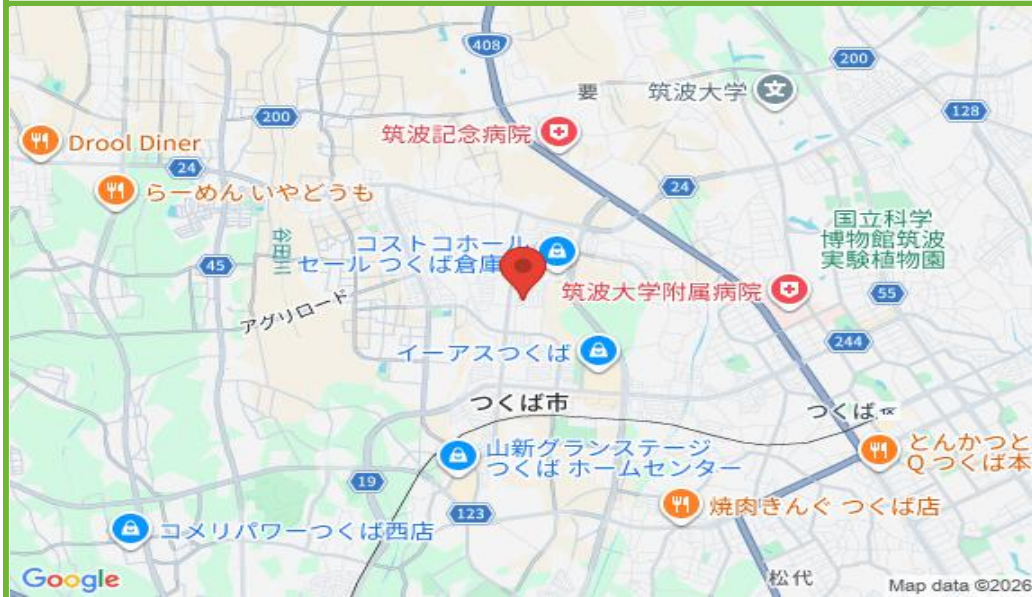 408
200
要
筑波大学
128
200
筑波記念病院
Drool Diner
24
24
らーめん いやどうも
国立科学
博物館筑波
実験植物園
谷田川
コストコホール
セール つくば倉庫
45
筑波大学附属病院
55
アグリロード
244
イーアスつくば
つくば市
つくば
TX
山新グランステージ
つくば ホームセンター
とんかつと
Q つくば本
19
123
焼肉きんぐ つくば店
コメリパワーつくば西店
松代
Google
Map data ©2026